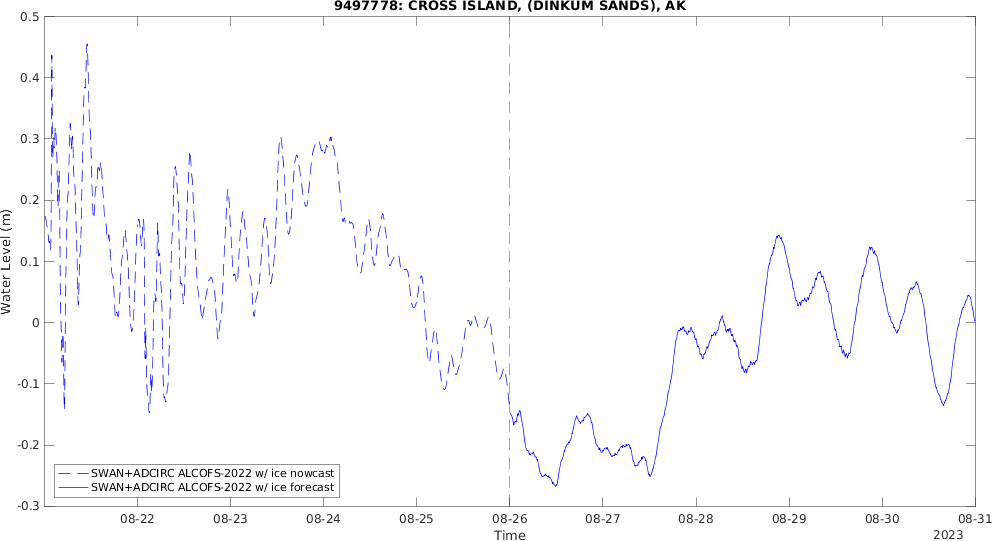 9497778: CROSS ISLAND, (DINKUM SANDS), AK
0.5
0.4
0.3
0.2
0.1
0
-0.1
-0.2
-0.3
Water Level (m)
SWAN+ADCIRC ALCOFS-2022 w/ ice nowcast
SWAN+ADCIRC ALCOFS-2022 w/ ice forecast
08-22 08-23 08-24 08-25 08-26 08-27 08-28 08-29 08-30 08-31
Time
2023